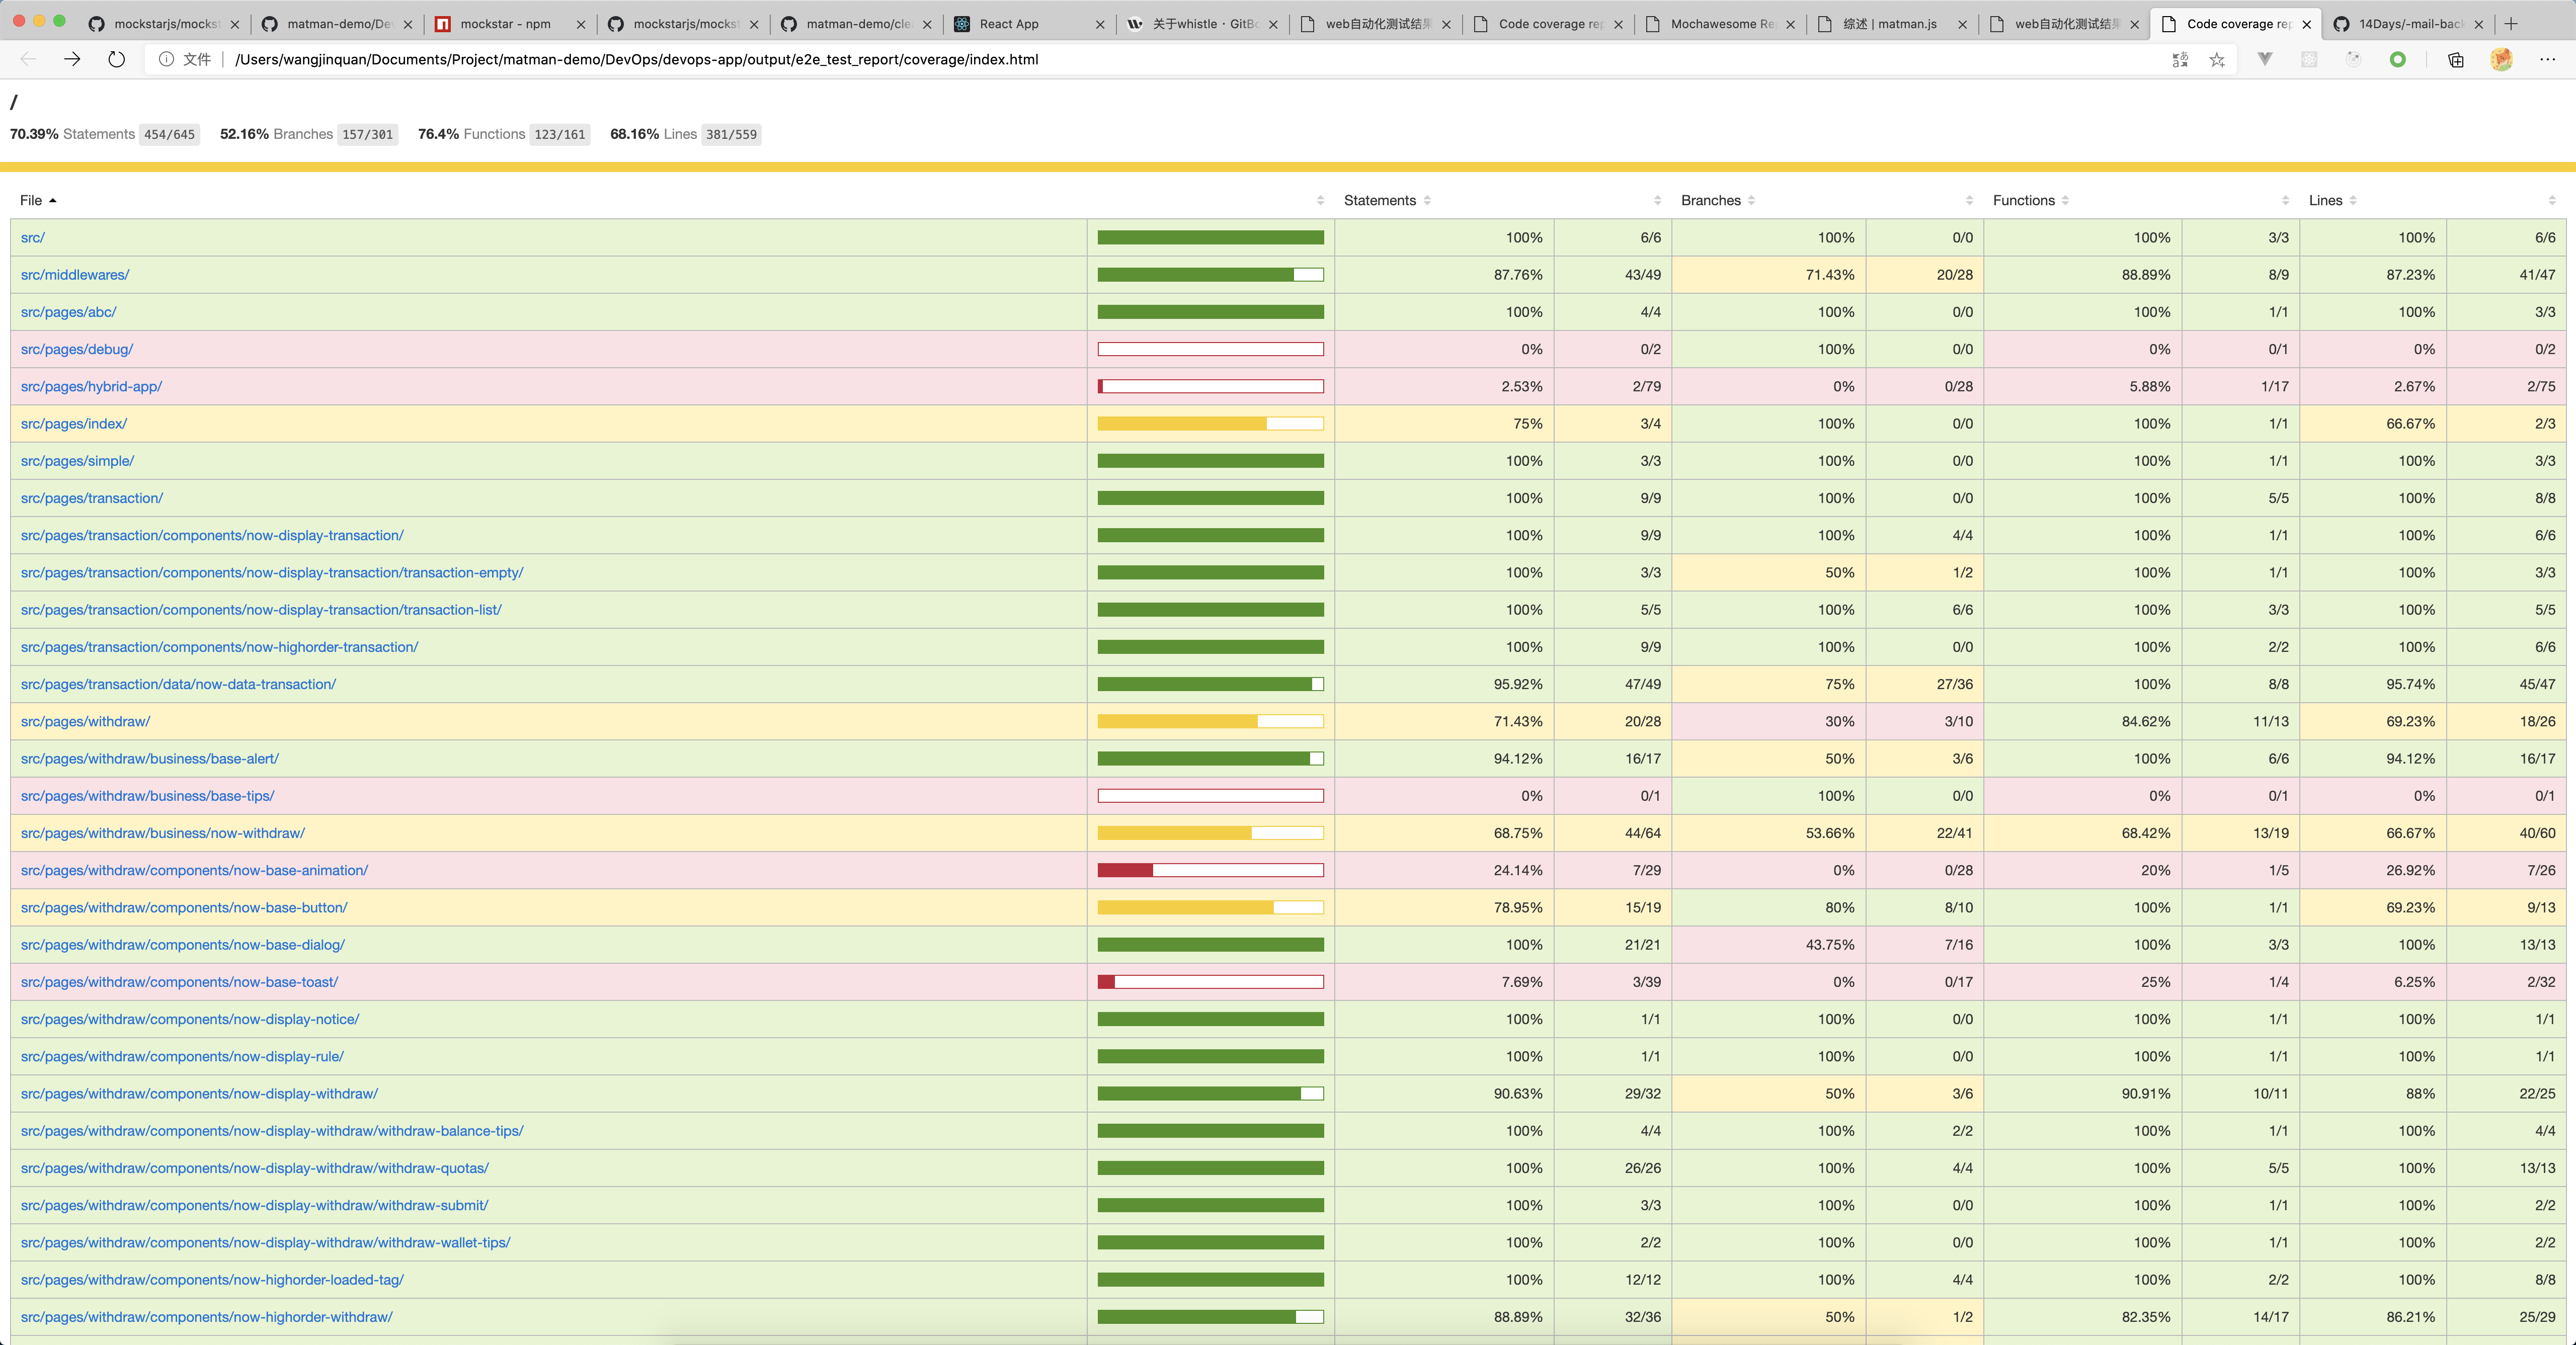 mockstarjs/mockst
matman-demo/Dev
mockstar - npm
mockstarjs/mockst
matman-demo/clea
React App
关于whistle · GitBo
web自动化测试结果
Code coverage rep
Mochawesome Re
综述 | matman.js
web自动化测试结果
Code coverage rep
14Days/-mail-back
文件 /Users/wangjinquan/Documents/Project/matman-demo/DevOps/devops-app/output/e2e_test_report/coverage/index.html
/
70.39% Statements 454/645 52.16% Branches 157/301 76.4% Functions 123/161 68.16% Lines 381/559
File Statements Branches Functions Lines
src/ 100% 6/6 100% 0/0 100% 3/3 100% 6/6
src/middlewares/ 87.76% 43/49 71.43% 20/28 88.89% 8/9 87.23% 41/47
src/pages/abc/ 100% 4/4 100% 0/0 100% 1/1 100% 3/3
src/pages/debug/ 0% 0/2 100% 0/0 0% 0/1 0% 0/2
src/pages/hybrid-app/ 2.53% 2/79 0% 0/28 5.88% 1/17 2.67% 2/75
src/pages/index/ 75% 3/4 100% 0/0 100% 1/1 66.67% 2/3
src/pages/simple/ 100% 3/3 100% 0/0 100% 1/1 100% 3/3
src/pages/transaction/ 100% 9/9 100% 0/0 100% 5/5 100% 8/8
src/pages/transaction/components/now-display-transaction/ 100% 9/9 100% 4/4 100% 1/1 100% 6/6
src/pages/transaction/components/now-display-transaction/transaction-empty/ 100% 3/3 50% 1/2 100% 1/1 100% 3/3
src/pages/transaction/components/now-display-transaction/transaction-list/ 100% 5/5 100% 6/6 100% 3/3 100% 5/5
src/pages/transaction/components/now-highorder-transaction/ 100% 9/9 100% 0/0 100% 2/2 100% 6/6
src/pages/transaction/data/now-data-transaction/ 95.92% 47/49 75% 27/36 100% 8/8 95.74% 45/47
src/pages/withdraw/ 71.43% 20/28 30% 3/10 84.62% 11/13 69.23% 18/26
src/pages/withdraw/business/base-alert/ 94.12% 16/17 50% 3/6 100% 6/6 94.12% 16/17
src/pages/withdraw/business/base-tips/ 0% 0/1 100% 0/0 0% 0/1 0% 0/1
src/pages/withdraw/business/now-withdraw/ 68.75% 44/64 53.66% 22/41 68.42% 13/19 66.67% 40/60
src/pages/withdraw/components/now-base-animation/ 24.14% 7/29 0% 0/28 20% 1/5 26.92% 7/26
src/pages/withdraw/components/now-base-button/ 78.95% 15/19 80% 8/10 100% 1/1 69.23% 9/13
src/pages/withdraw/components/now-base-dialog/ 100% 21/21 43.75% 7/16 100% 3/3 100% 13/13
src/pages/withdraw/components/now-base-toast/ 7.69% 3/39 0% 0/17 25% 1/4 6.25% 2/32
src/pages/withdraw/components/now-display-notice/ 100% 1/1 100% 0/0 100% 1/1 100% 1/1
src/pages/withdraw/components/now-display-rule/ 100% 1/1 100% 0/0 100% 1/1 100% 1/1
src/pages/withdraw/components/now-display-withdraw/ 90.63% 29/32 50% 3/6 90.91% 10/11 88% 22/25
src/pages/withdraw/components/now-display-withdraw/withdraw-balance-tips/ 100% 4/4 100% 2/2 100% 1/1 100% 4/4
src/pages/withdraw/components/now-display-withdraw/withdraw-quotas/ 100% 26/26 100% 4/4 100% 5/5 100% 13/13
src/pages/withdraw/components/now-display-withdraw/withdraw-submit/ 100% 3/3 100% 0/0 100% 1/1 100% 2/2
src/pages/withdraw/components/now-display-withdraw/withdraw-wallet-tips/ 100% 2/2 100% 0/0 100% 1/1 100% 2/2
src/pages/withdraw/components/now-highorder-loaded-tag/ 100% 12/12 100% 4/4 100% 2/2 100% 8/8
src/pages/withdraw/components/now-highorder-withdraw/ 88.89% 32/36 50% 1/2 82.35% 14/17 86.21% 25/29